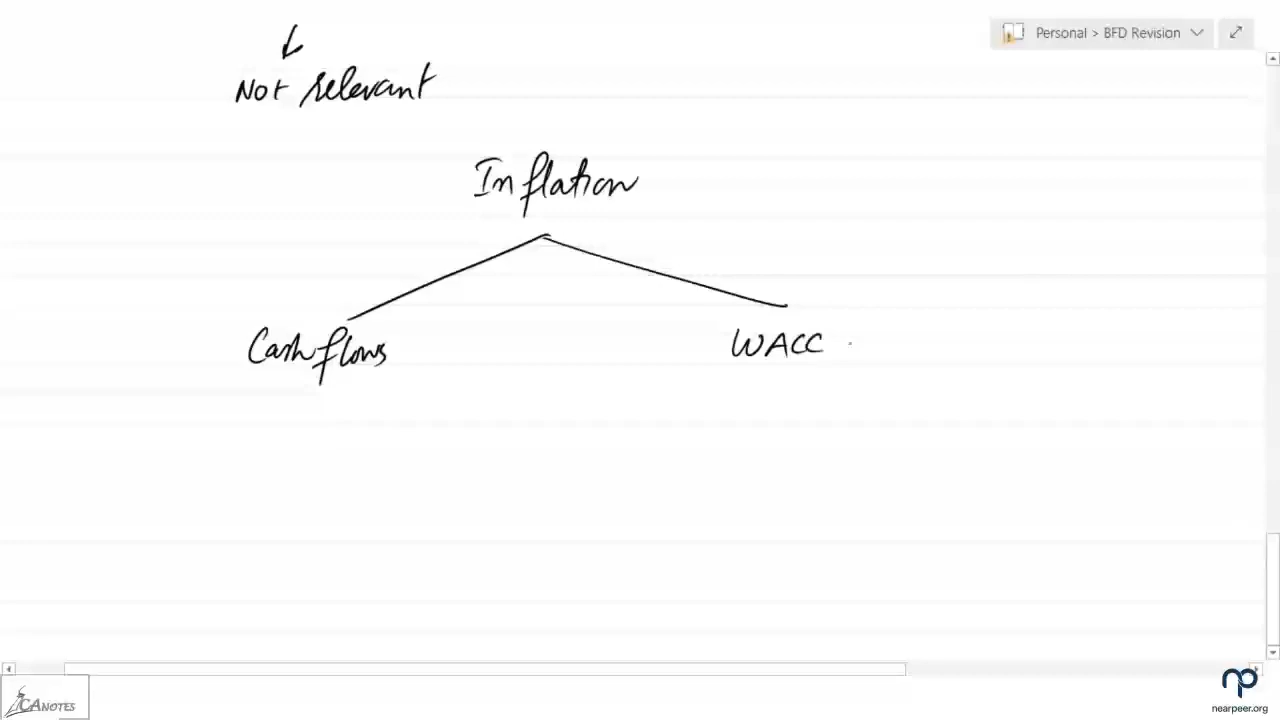 Personal > BFD Revision
Not relevant
Inflation
Cash flows
WACC
CANOTES
np
nearpeer.org